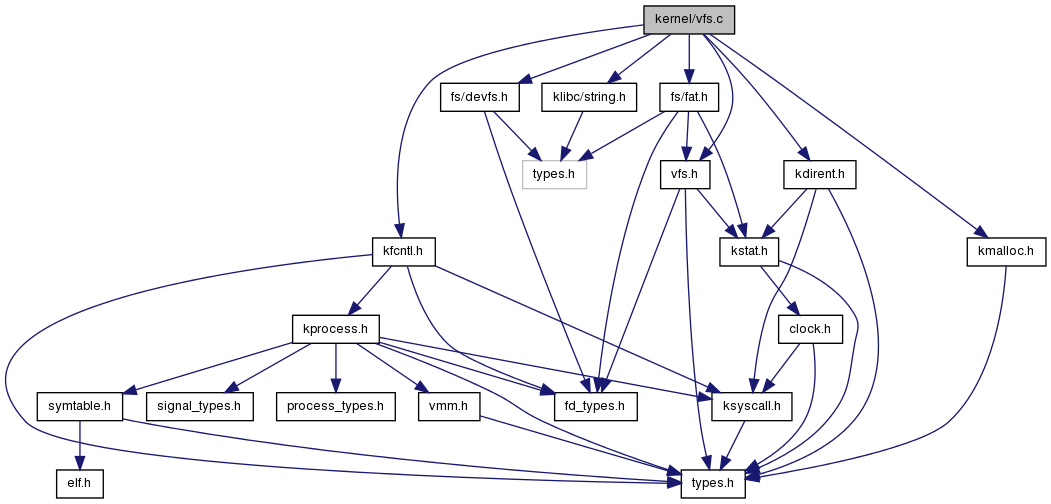 kernel/vfs.c
fs/devfs.h
klibc/string.h
fs/fat.h
types.h
vfs.h
kdirent.h
kfcntl.h
kstat.h
kmalloc.h
kprocess.h
clock.h
symtable.h
signal_types.h
process_types.h
vmm.h
fd_types.h
ksyscall.h
elf.h
types.h